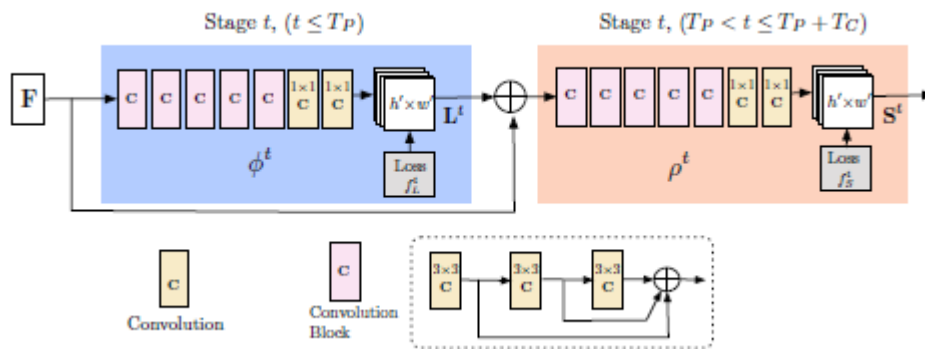 Stage t, (t ≤ T_P)
Stage t, (T_P < t ≤ T_P + T_C)
F
C C C C C 1×1 C 1×1 C h′×w′ L^t
Loss f_L^t
ϕ^t
C C C C C 1×1 C 1×1 C h′×w′ S^t
Loss f_S^t
ρ^t
C
Convolution
C
Convolution
Block
3×3 C 3×3 C 3×3 C